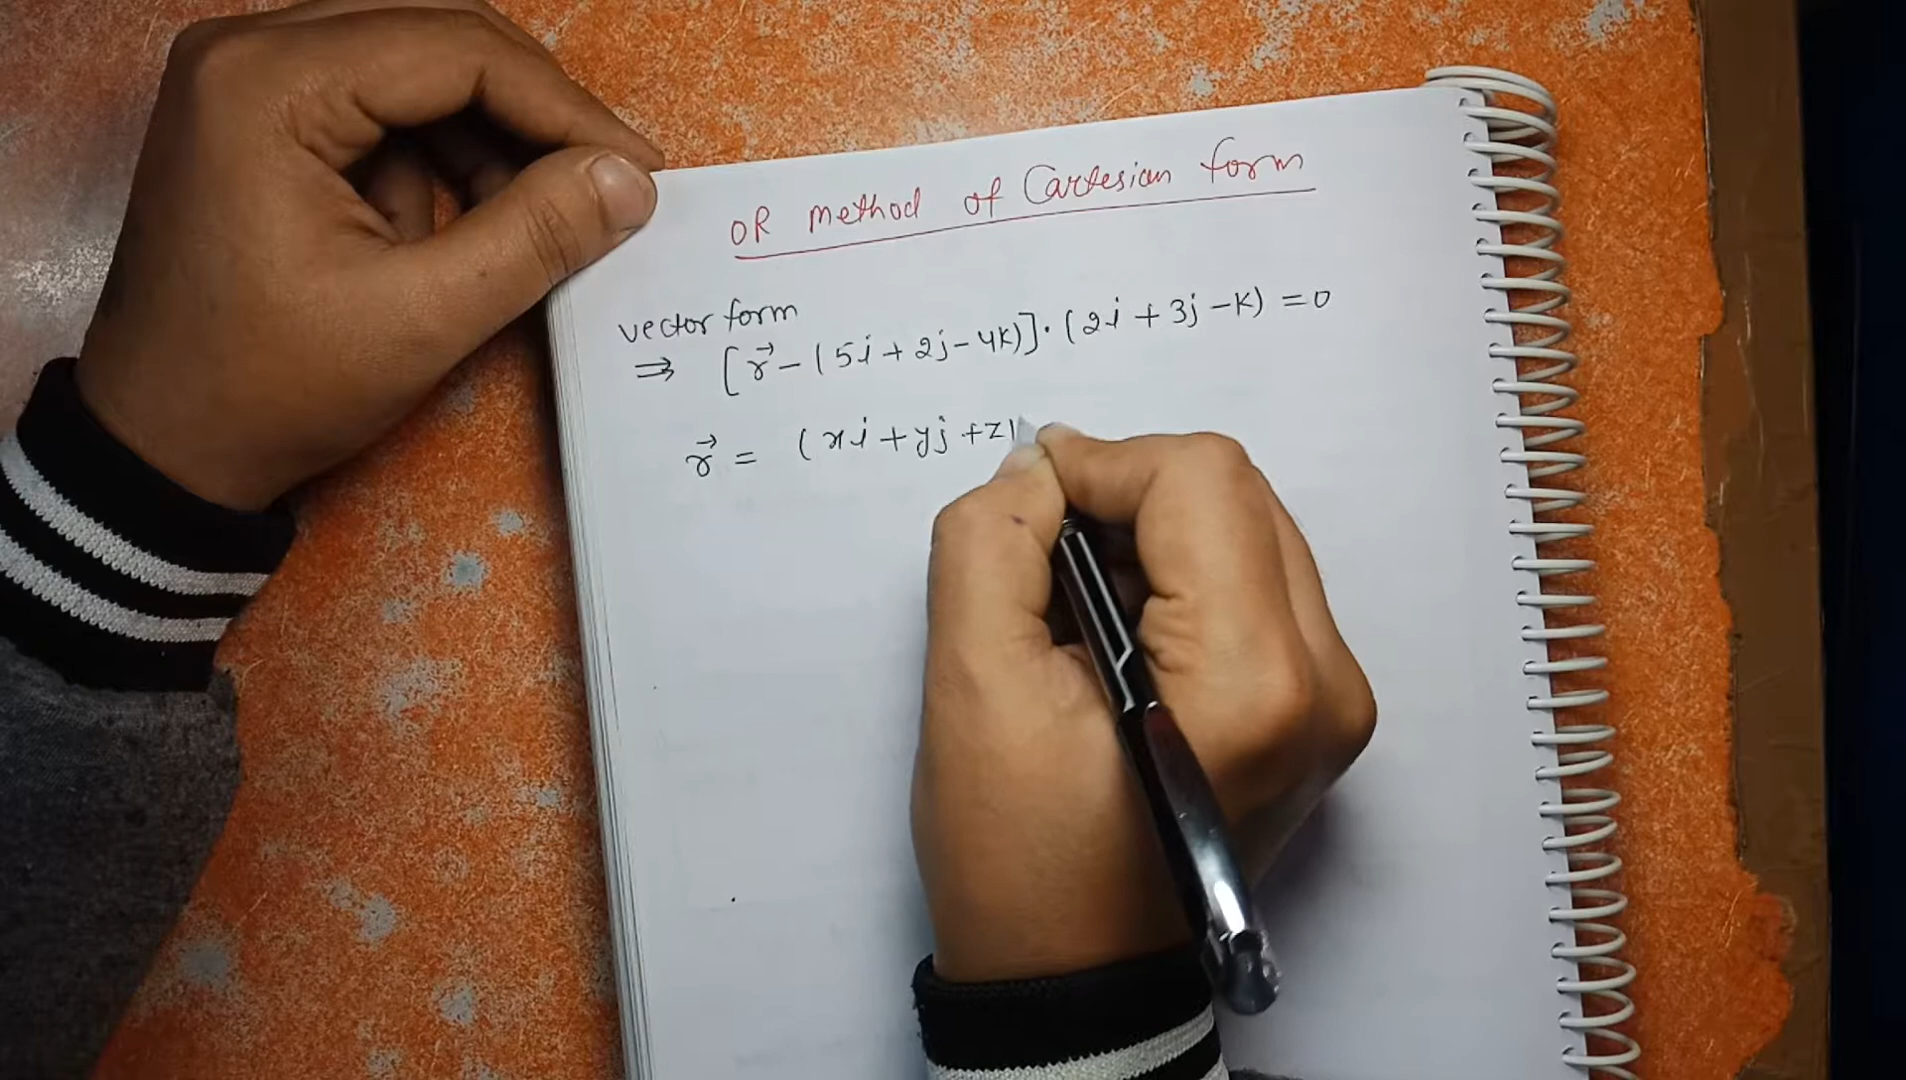 OR method of Cartesian form
vector form
⇒ [r⃗ - (5i + 2j - 4k)] · (2i + 3j - k) = 0
r⃗ = (xi + yj + z